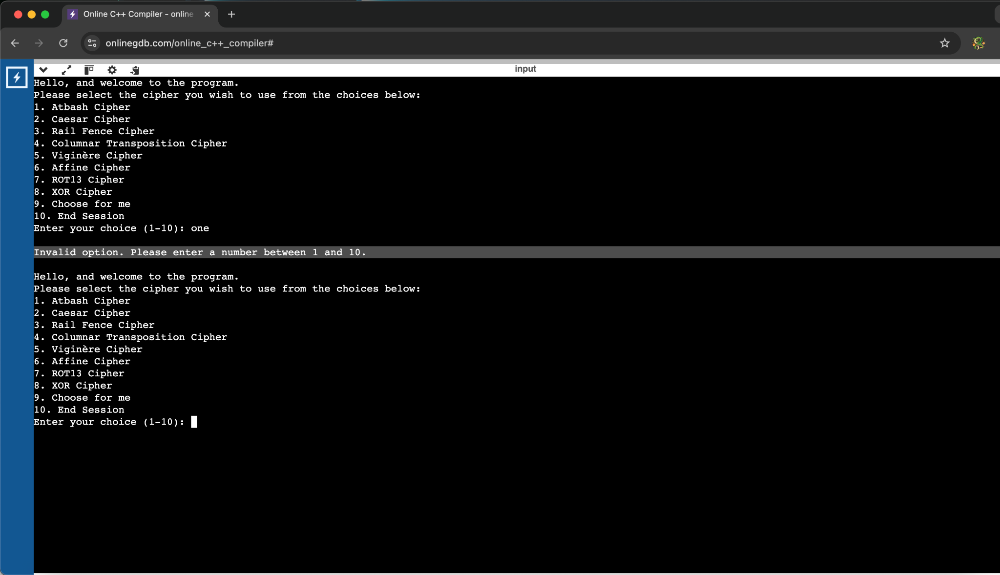 Online C++ Compiler - online
onlinegdb.com/online_c++_compiler#
input
Hello, and welcome to the program.
Please select the cipher you wish to use from the choices below:
1. Atbash Cipher
2. Caesar Cipher
3. Rail Fence Cipher
4. Columnar Transposition Cipher
5. Viginère Cipher
6. Affine Cipher
7. ROT13 Cipher
8. XOR Cipher
9. Choose for me
10. End Session
Enter your choice (1-10): one
Invalid option. Please enter a number between 1 and 10.
Hello, and welcome to the program.
Please select the cipher you wish to use from the choices below:
1. Atbash Cipher
2. Caesar Cipher
3. Rail Fence Cipher
4. Columnar Transposition Cipher
5. Viginère Cipher
6. Affine Cipher
7. ROT13 Cipher
8. XOR Cipher
9. Choose for me
10. End Session
Enter your choice (1-10):